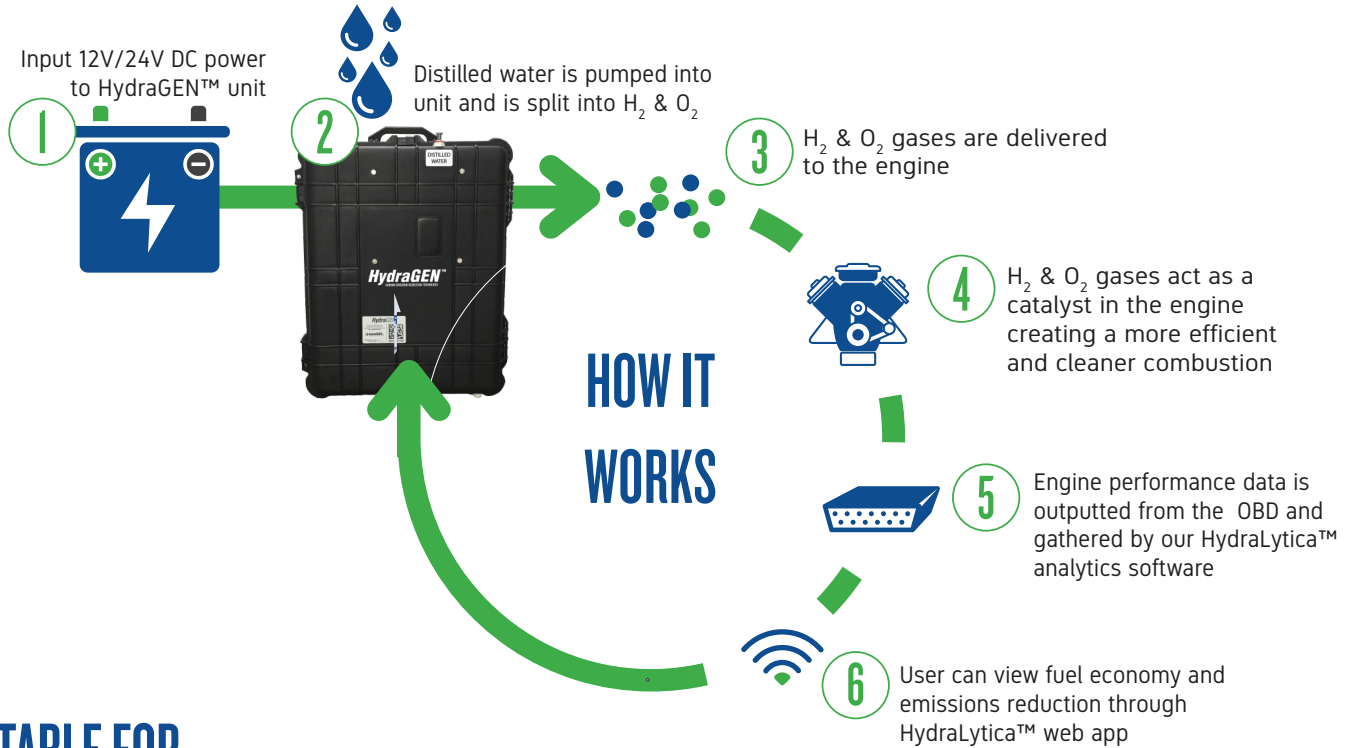 Input 12V/24V DC power
to HydraGEN™ unit
1
2
Distilled water is pumped into
unit and is split into H₂ & O₂
DISTILLED
WATER
HydraGEN™
HydraGEN
3
H₂ & O₂ gases are delivered
to the engine
4
H₂ & O₂ gases act as a
catalyst in the engine
creating a more efficient
and cleaner combustion
HOW IT
WORKS
5
Engine performance data is
outputted from the OBD and
gathered by our HydraLytica™
analytics software
6
User can view fuel economy and
emissions reduction through
HydraLytica™ web app
TABLE FOR